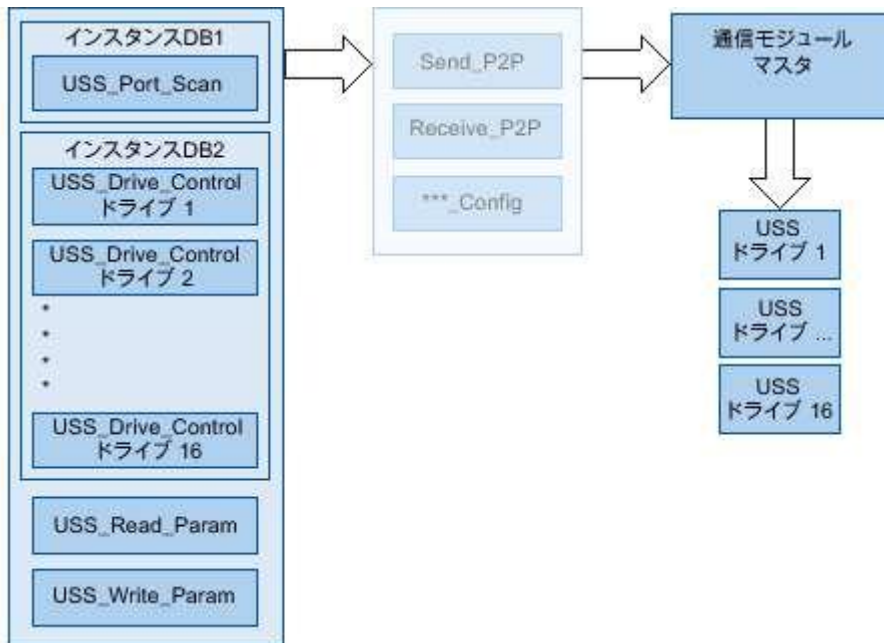 インスタンスDB1
USS_Port_Scan
インスタンスDB2
USS_Drive_Control
ドライブ 1
USS_Drive_Control
ドライブ 2
*
*
*
*
USS_Drive_Control
ドライブ 16
USS_Read_Param
USS_Write_Param
Send_P2P
Receive_P2P
***_Config
通信モジュール
マスタ
USS
ドライブ 1
USS
ドライブ ...
USS
ドライブ 16